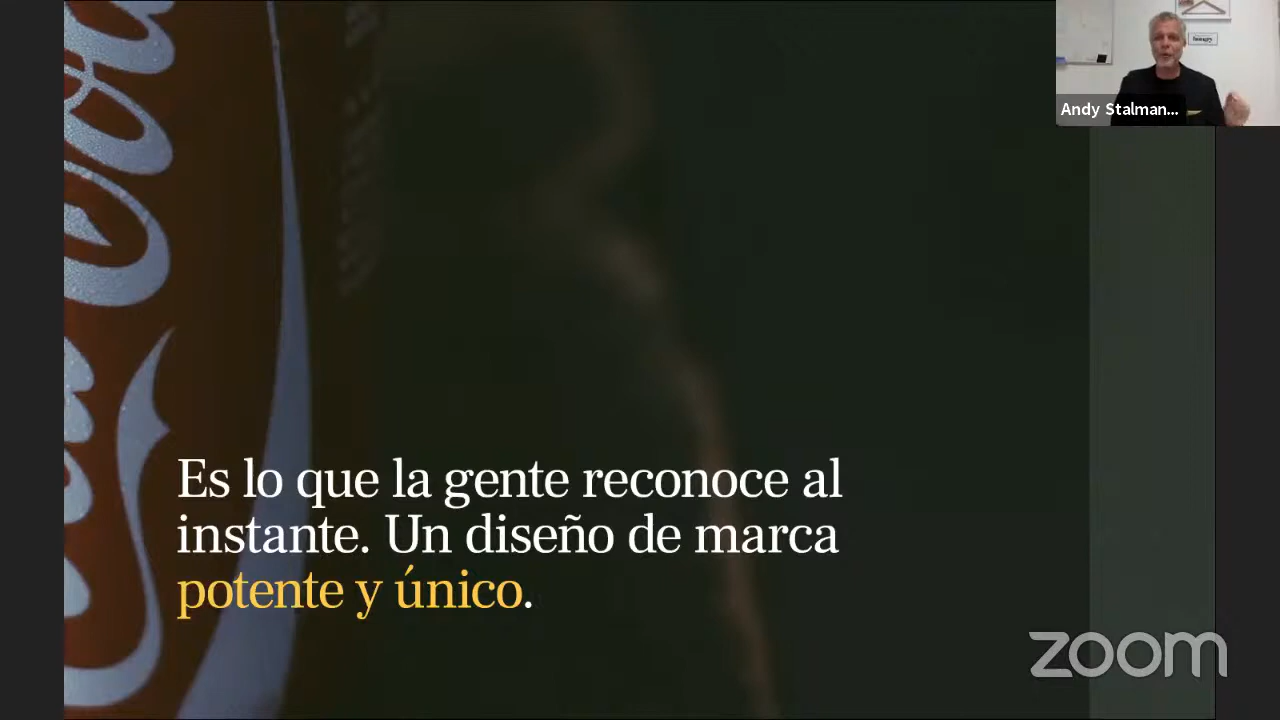 Andy Stalman...
Es lo que la gente reconoce al
instante. Un diseño de marca
potente y único.
zoom